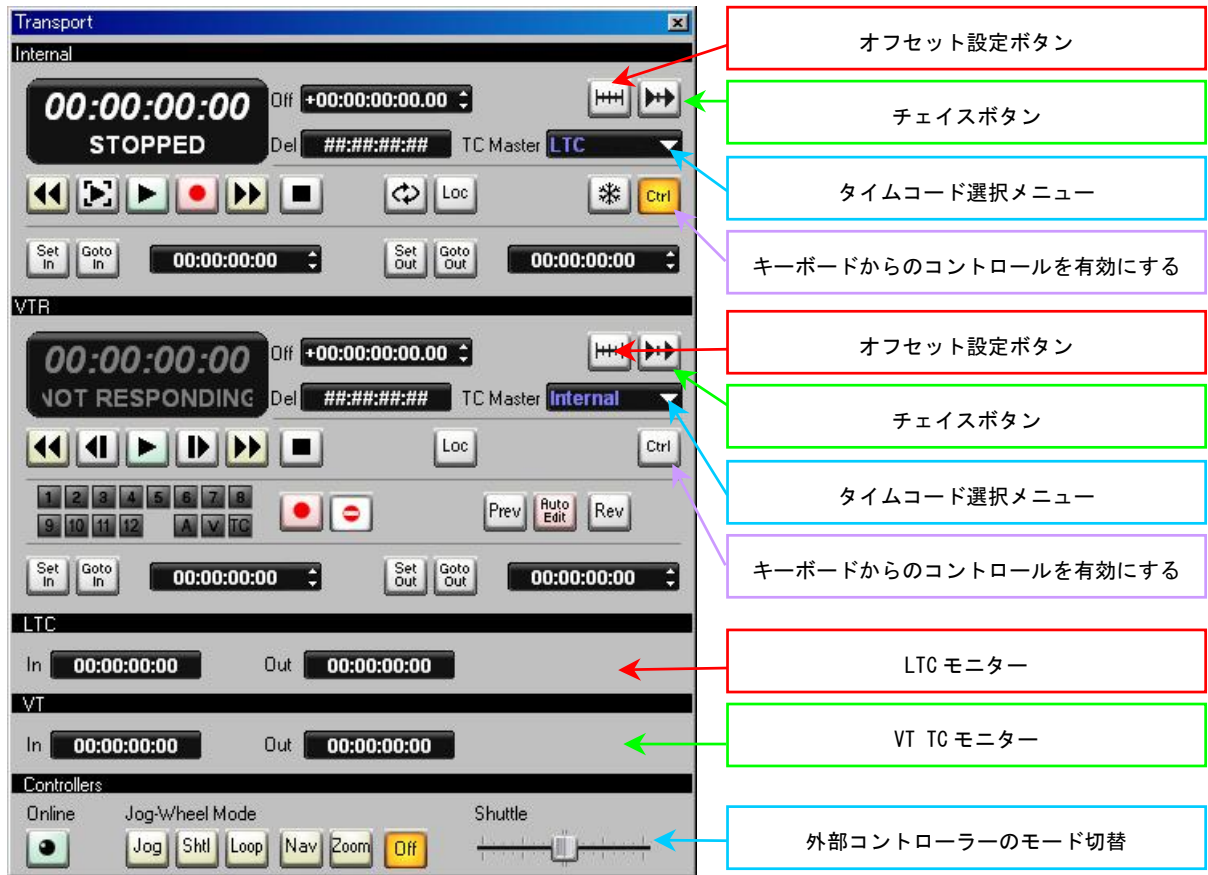 Transport
Internal
00:00:00:00
STOPPED
Off +00:00:00:00.00
Del ##:##:##:## TC Master LTC
Loc Ctrl
Set In Goto In 00:00:00:00 Set Out Goto Out 00:00:00:00
VTR
00:00:00:00
NOT RESPONDING
Off +00:00:00:00.00
Del ##:##:##:## TC Master Internal
Loc Ctrl
1 2 3 4 5 6 7 8
9 10 11 12 A V TC
Prev Auto Edit Rev
Set In Goto In 00:00:00:00 Set Out Goto Out 00:00:00:00
LTC
In 00:00:00:00 Out 00:00:00:00
VT
In 00:00:00:00 Out 00:00:00:00
Controllers
Online Jog-Wheel Mode Shuttle
Jog Shtl Loop Nav Zoom Off
オフセット設定ボタン
チェイスボタン
タイムコード選択メニュー
キーボードからのコントロールを有効にする
オフセット設定ボタン
チェイスボタン
タイムコード選択メニュー
キーボードからのコントロールを有効にする
LTC モニター
VT TC モニター
外部コントローラーのモード切替